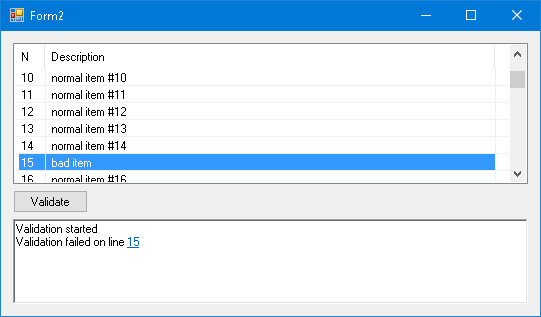 Form2
N Description
10 normal item #10
11 normal item #11
12 normal item #12
13 normal item #13
14 normal item #14
15 bad item
16 normal item #16
Validate
Validation started
Validation failed on line 15